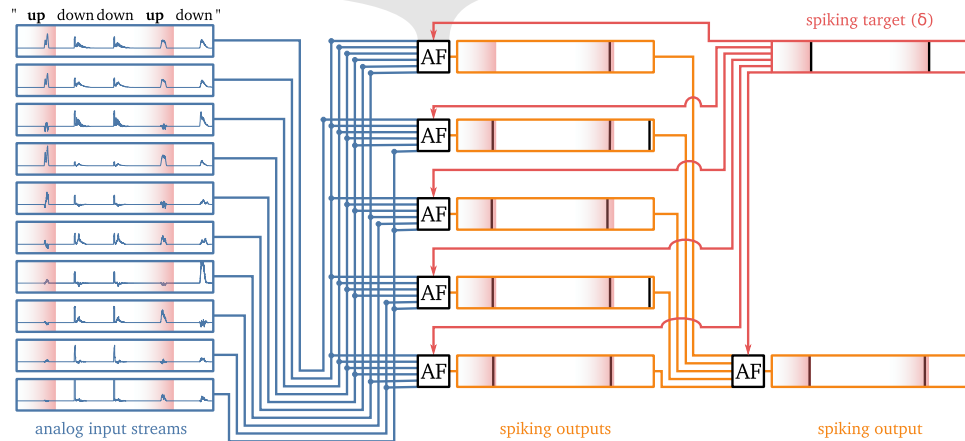 " up down down up down "
spiking target (δ)
AF
AF
AF
AF
AF
AF
analog input streams
spiking outputs
spiking output